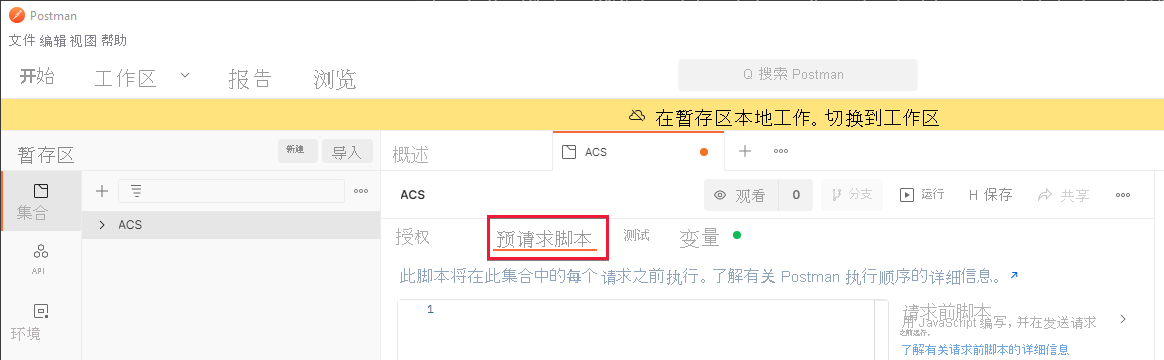 Postman
文件 编辑 视图 帮助
开始 工作区 报告 浏览 搜索 Postman
在暂存区本地工作。切换到工作区
暂存区 新建 导入 概述 ACS
ACS 观看 0 分支 运行 保存 共享
集合 ACS
授权 预请求脚本 测试 变量
API
此脚本将在此集合中的每个 请求之前执行。了解有关 Postman 执行顺序的详细信息。
1
环境
请求前脚本
用 JavaScript 编写, 并在发送请求
之前运行。
了解有关请求前脚本的详细信息